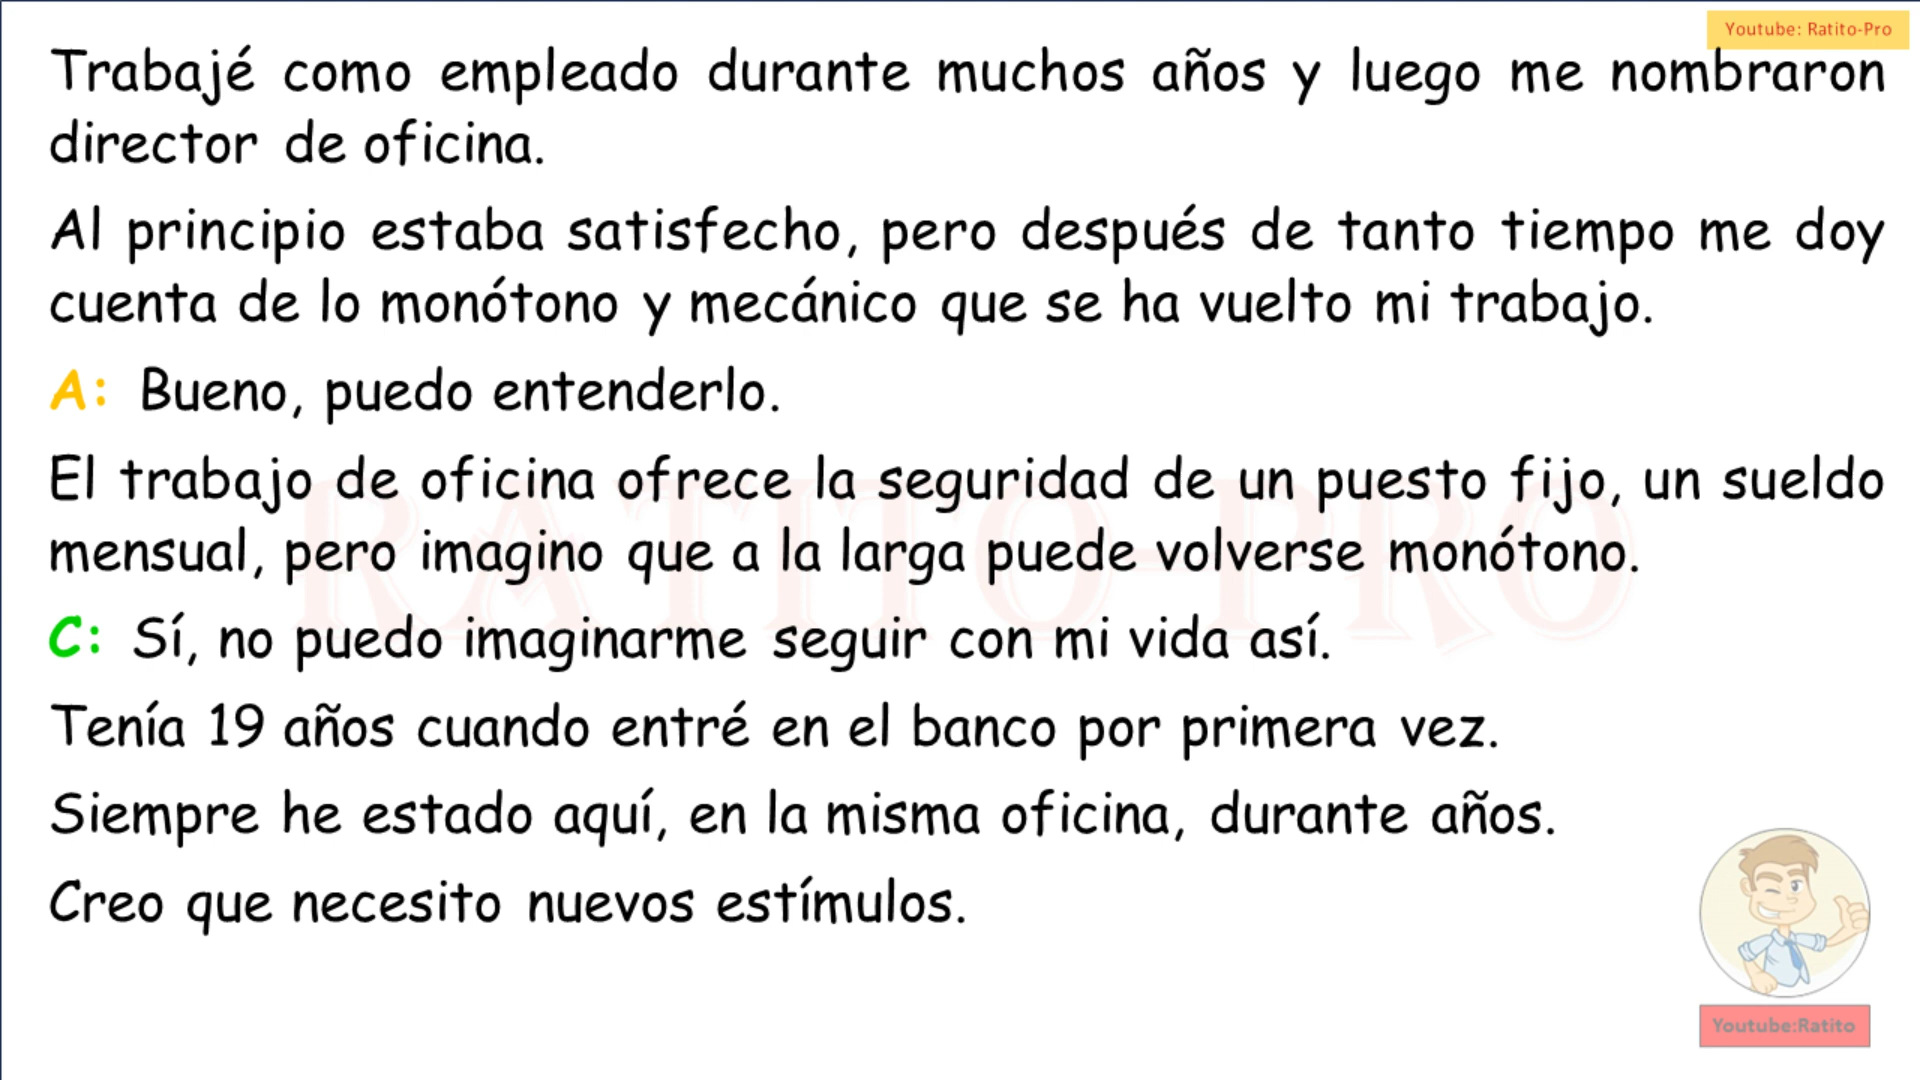 Youtube: Ratito-Pro
Trabajé como empleado durante muchos años y luego me nombraron
director de oficina.
Al principio estaba satisfecho, pero después de tanto tiempo me doy
cuenta de lo monótono y mecánico que se ha vuelto mi trabajo.
A: Bueno, puedo entenderlo.
El trabajo de oficina ofrece la seguridad de un puesto fijo, un sueldo
mensual, pero imagino que a la larga puede volverse monótono.
RATITO-PRO
C: Sí, no puedo imaginarme seguir con mi vida así.
Tenía 19 años cuando entré en el banco por primera vez.
Siempre he estado aquí, en la misma oficina, durante años.
Creo que necesito nuevos estímulos.
Youtube:Ratito